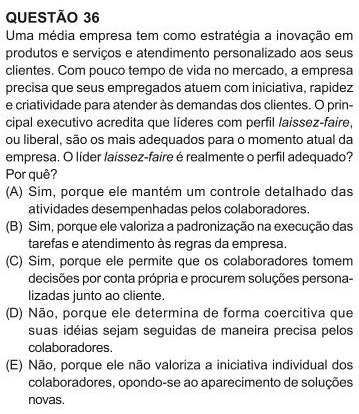 QUESTÃO 36
Uma média empresa tem como estratégia a inovação em
produtos e serviços e atendimento personalizado aos seus
clientes. Com pouco tempo de vida no mercado, a empresa
precisa que seus empregados atuem com iniciativa, rapidez
e criatividade para atender às demandas dos clientes. O prin-
cipal executivo acredita que líderes com perfil laissez-faire,
ou liberal, são os mais adequados para o momento atual da
empresa. O líder laissez-faire é realmente o perfil adequado?
Por quê?
(A) Sim, porque ele mantém um controle detalhado das
atividades desempenhadas pelos colaboradores.
(B) Sim, porque ele valoriza a padronização na execução das
tarefas e atendimento às regras da empresa.
(C) Sim, porque ele permite que os colaboradores tomem
decisões por conta própria e procurem soluções persona-
lizadas junto ao cliente.
(D) Não, porque ele determina de forma coercitiva que
suas idéias sejam seguidas de maneira precisa pelos
colaboradores.
(E) Não, porque ele não valoriza a iniciativa individual dos
colaboradores, opondo-se ao aparecimento de soluções
novas.